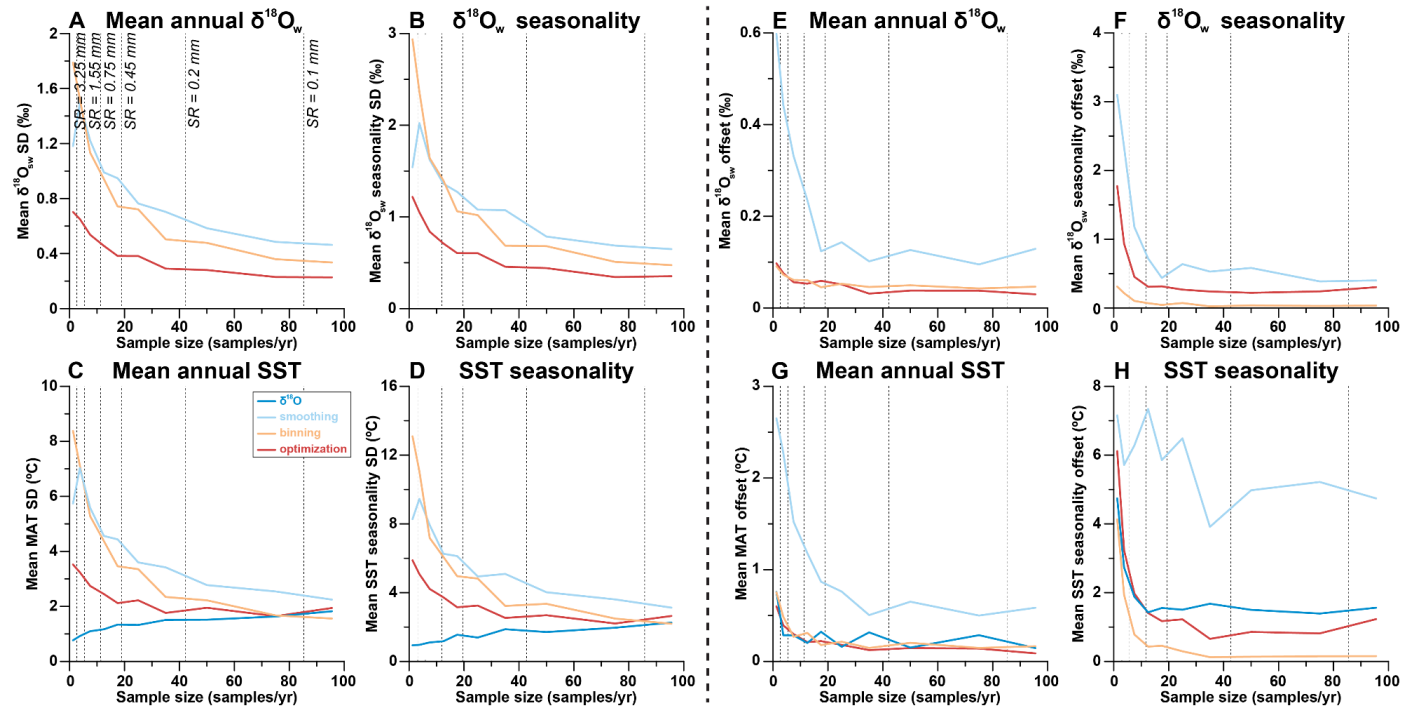 A Mean annual δ¹⁸Ow
Mean δ¹⁸Osw SD (‰)
2
1.6
1.2
0.8
0.4
0
SR = 3.25 mm
SR = 1.55 mm
SR = 0.75 mm
SR = 0.45 mm
SR = 0.2 mm
SR = 0.1 mm
0 20 40 60 80 100
Sample size (samples/yr)
B δ¹⁸Ow seasonality
Mean δ¹⁸Osw seasonality SD (‰)
3
2
1
0
0 20 40 60 80 100
Sample size (samples/yr)
E Mean annual δ¹⁸Ow
Mean δ¹⁸Osw offset (‰)
0.6
0.4
0.2
0
0 20 40 60 80 100
Sample size (samples/yr)
F δ¹⁸Ow seasonality
Mean δ¹⁸Osw seasonality offset (‰)
4
3
2
1
0
0 20 40 60 80 100
Sample size (samples/yr)
C Mean annual SST
Mean MAT SD (ºC)
10
8
6
4
2
0
δ¹⁸O
smoothing
binning
optimization
0 20 40 60 80 100
Sample size (samples/yr)
D SST seasonality
Mean SST seasonality SD (ºC)
16
12
8
4
0
0 20 40 60 80 100
Sample size (samples/yr)
G Mean annual SST
Mean MAT offset (ºC)
3
2
1
0
0 20 40 60 80 100
Sample size (samples/yr)
H SST seasonality
Mean SST seasonality offset (ºC)
8
6
4
2
0
0 20 40 60 80 100
Sample size (samples/yr)